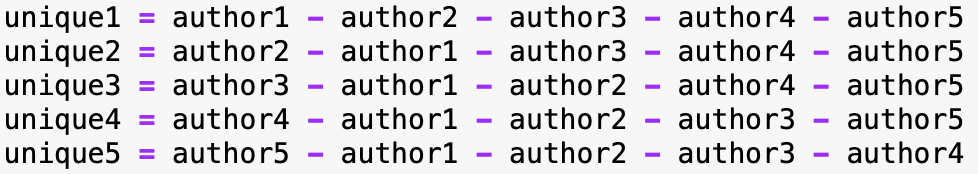 unique1 = author1 - author2 - author3 - author4 - author5
unique2 = author2 - author1 - author3 - author4 - author5
unique3 = author3 - author1 - author2 - author4 - author5
unique4 = author4 - author1 - author2 - author3 - author5
unique5 = author5 - author1 - author2 - author3 - author4